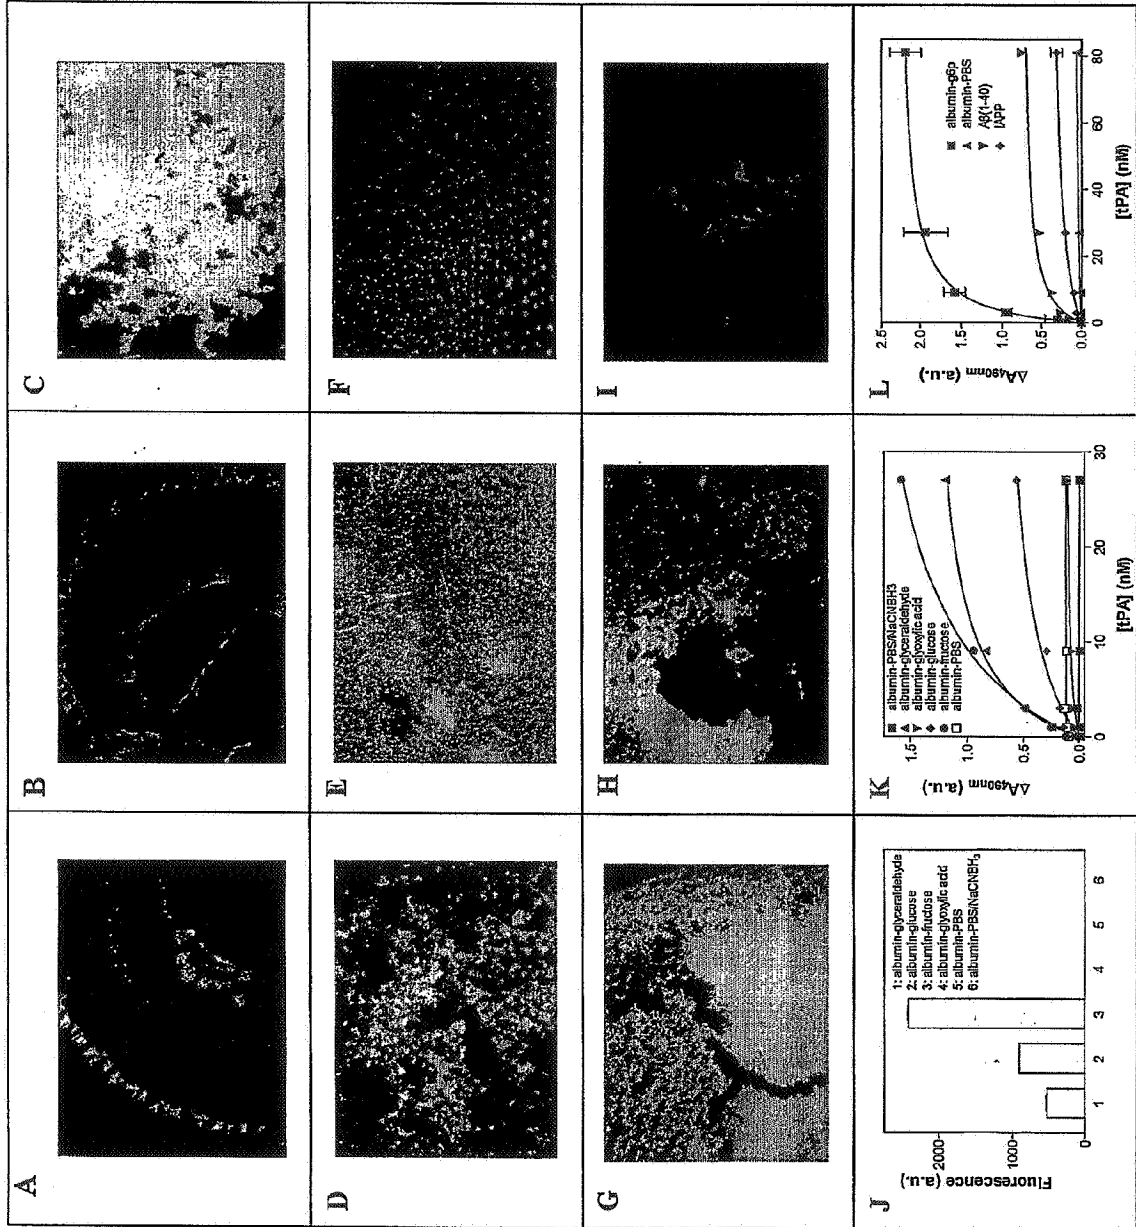 A
B
C
D
E
F
G
H
I
J
Fluorescence (a.u.)
2000
1000
0
1: albumin-glyceraldehyde
2: albumin-glucose
3: albumin-fructose
4: albumin-glyoxylic acid
5: albumin-PBS
6: albumin-PBS/NaCNBH₃
1 2 3 4 5 6
K
ΔA490nm (a.u.)
1.5
1.0
0.5
0.0
albumin-PBS/NaCNBH3
albumin-glyceraldehyde
albumin-glyoxylic acid
albumin-glucose
albumin-fructose
albumin-PBS
0 10 20 30
[tPA] (nM)
L
ΔA490nm (a.u.)
2.5
2.0
1.5
1.0
0.5
0.0
albumin-g6p
albumin-PBS
Aβ(1-40)
IAPP
0 20 40 60 80
[tPA] (nM)